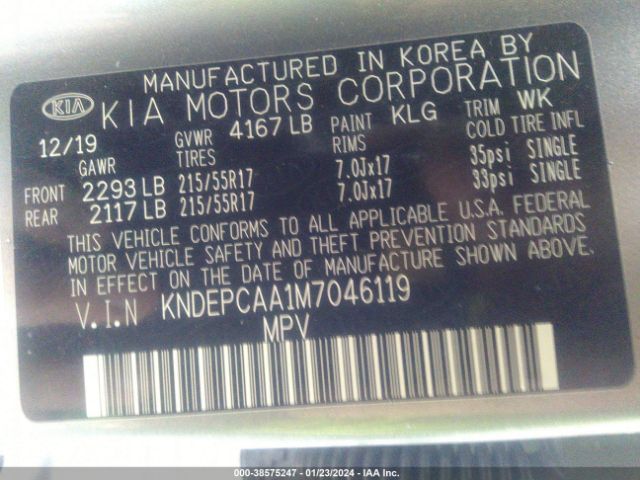 MANUFACTURED IN KOREA BY
KIA KIA MOTORS CORPORATION
12/19 GVWR 4167 LB PAINT KLG TRIM WK
GAWR TIRES RIMS COLD TIRE INFL
FRONT 2293 LB 215/55R17 7.0Jx17 35psi SINGLE
REAR 2117 LB 215/55R17 7.0Jx17 33psi SINGLE
THIS VEHICLE CONFORMS TO ALL APPLICABLE U.S.A. FEDERAL
MOTOR VEHICLE SAFETY AND THEFT PREVENTION STANDARDS
IN EFFECT ON THE DATE OF MANUFACTURE SHOWN ABOVE.
V.I.N KNDEPCAA1M7046119
MPV
000-38575247 - 01/23/2024 - IAA Inc.